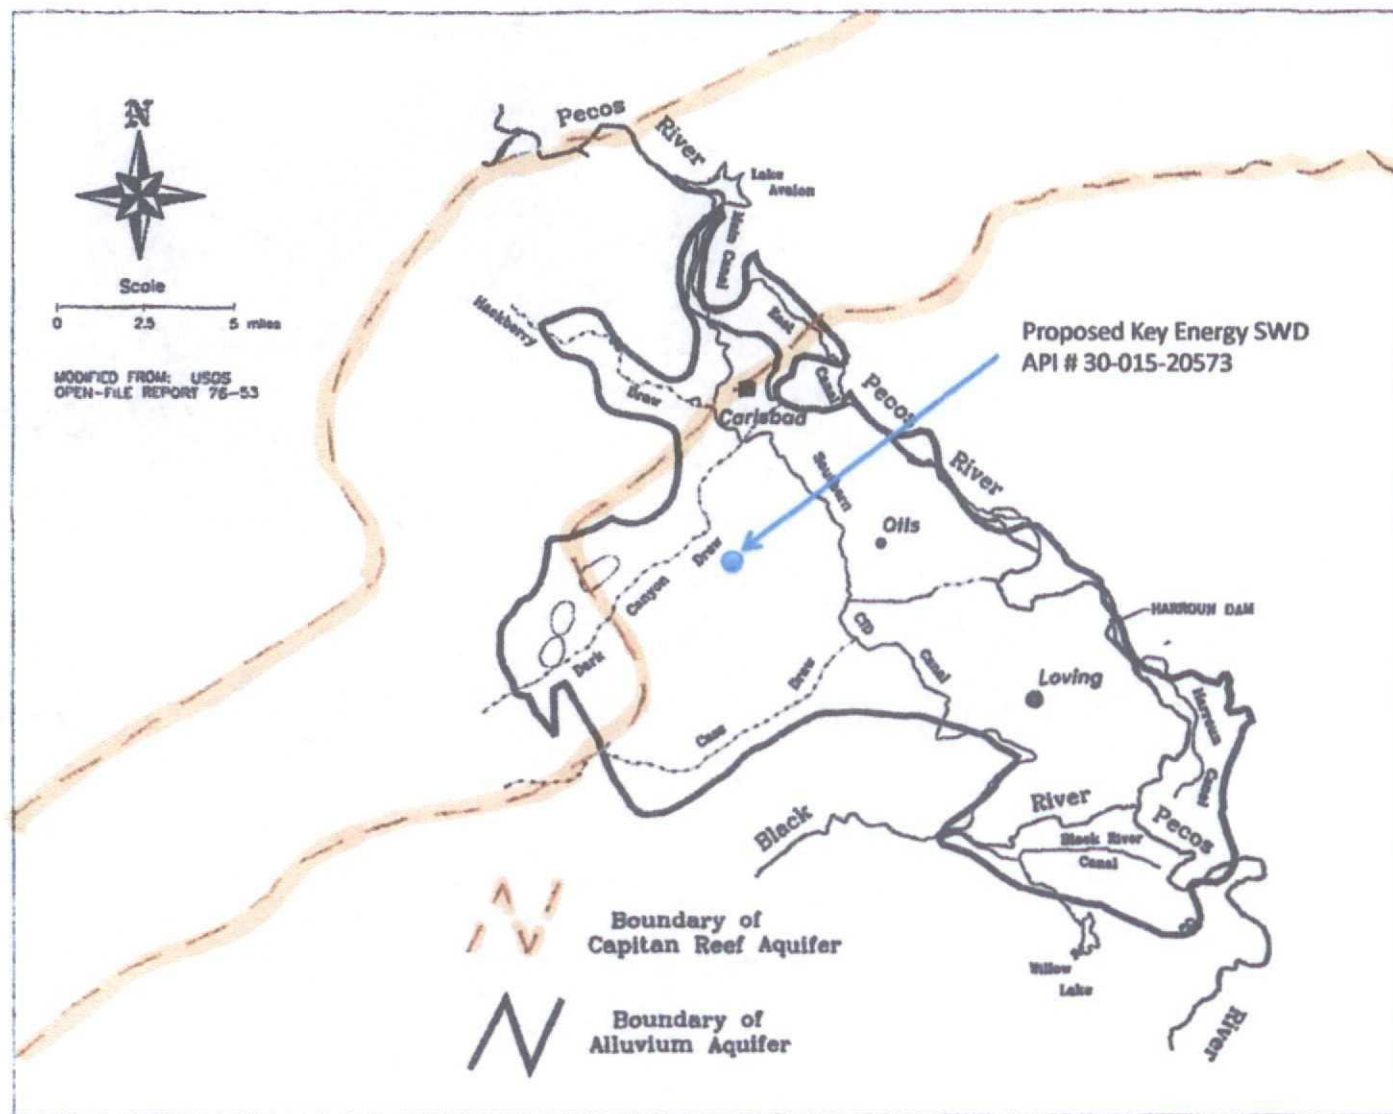 N
Scale
0 2.5 5 miles
MODIFIED FROM: USGS
OPEN-FILE REPORT 76-53
Pecos
River
Lake
Avalon
Main Canal
East
Canal
Hackberry
Draw
Carlsbad
Pecos
River
Proposed Key Energy SWD
API # 30-015-20573
Southern
Otis
Dark
Canyon
Draw
CID
Canal
HARROUN DAM
Loving
Harroun
Canal
Cass
Draw
Black
River
Black River
Canal
Pecos
River
Willow
Lake
Boundary of
Capitan Reef Aquifer
Boundary of
Alluvium Aquifer